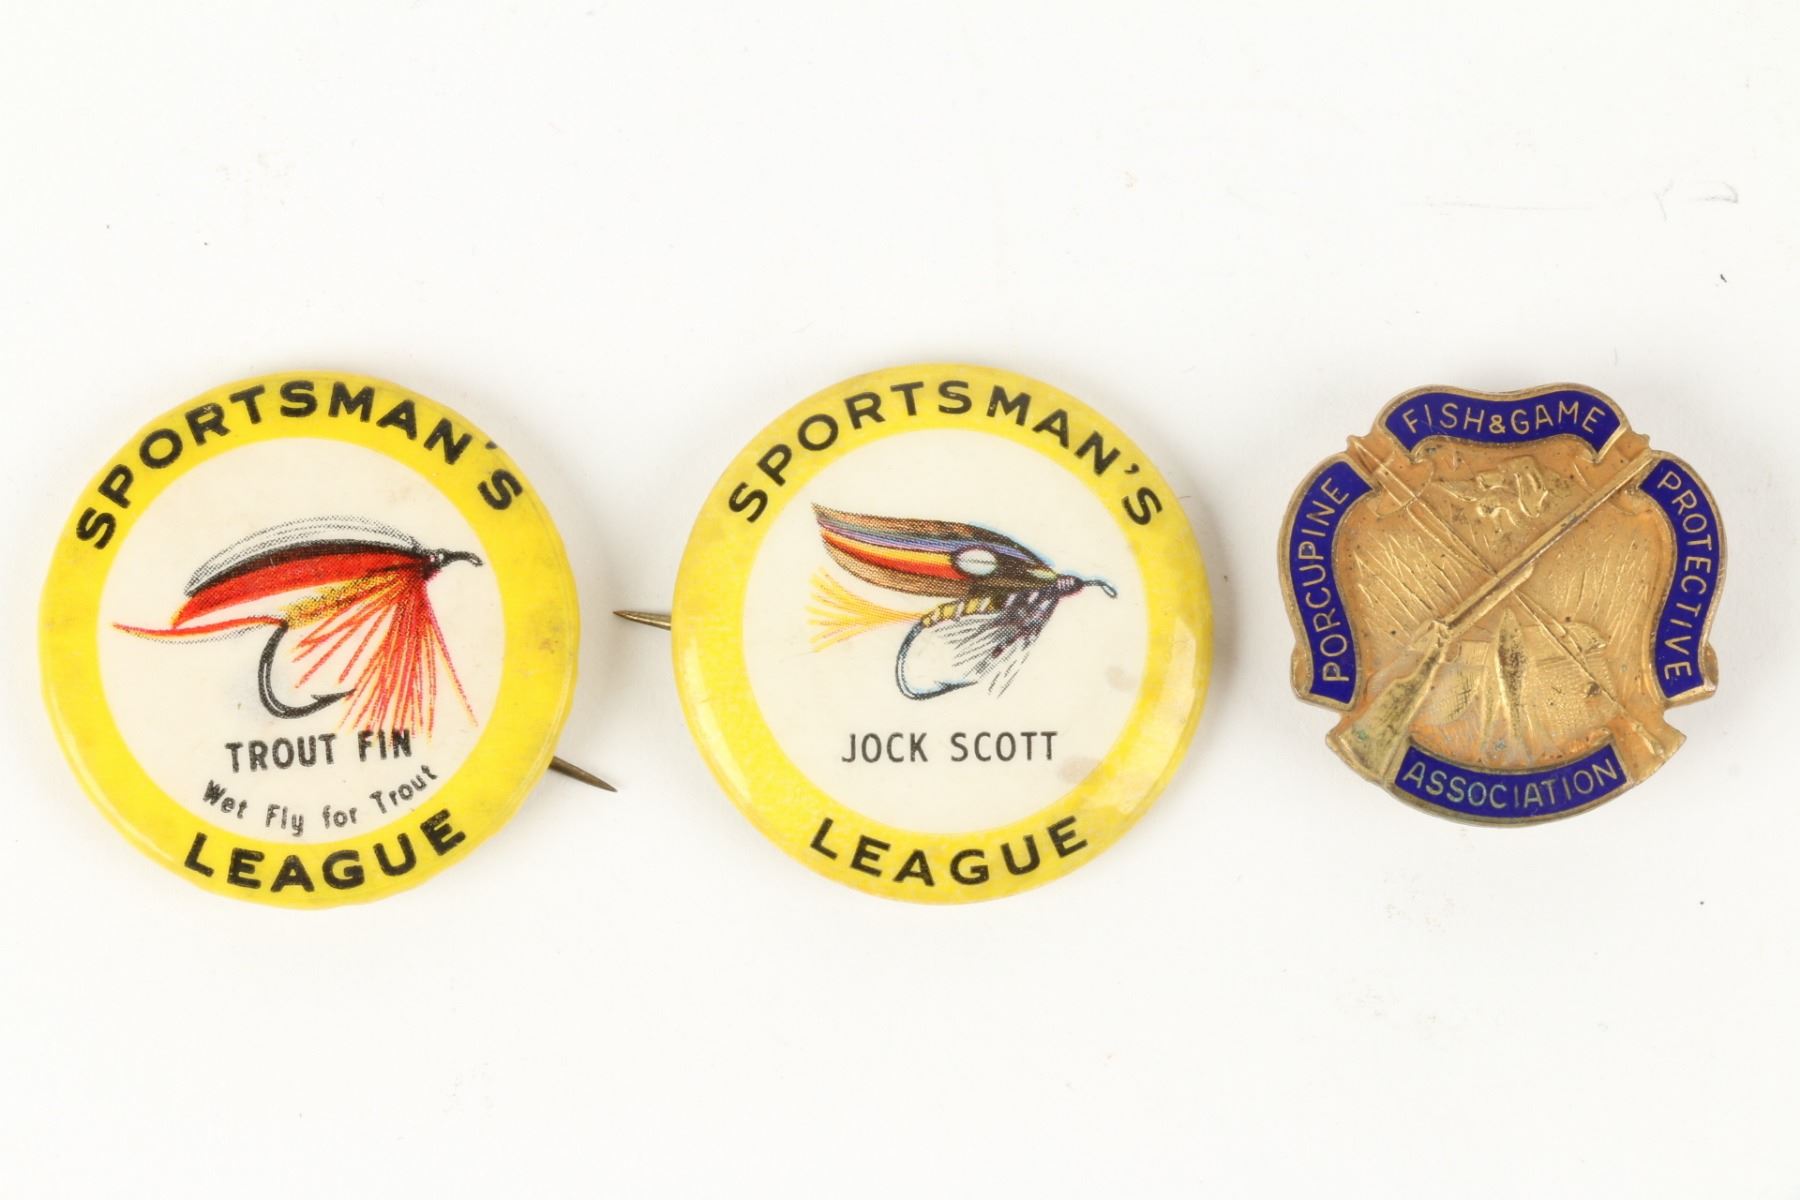 SPORTSMAN'S
TROUT FIN
Wet Fly for Trout
LEAGUE
SPORTSMAN'S
JOCK SCOTT
LEAGUE
PORCUPINE
FISH & GAME
PROTECTIVE
ASSOCIATION